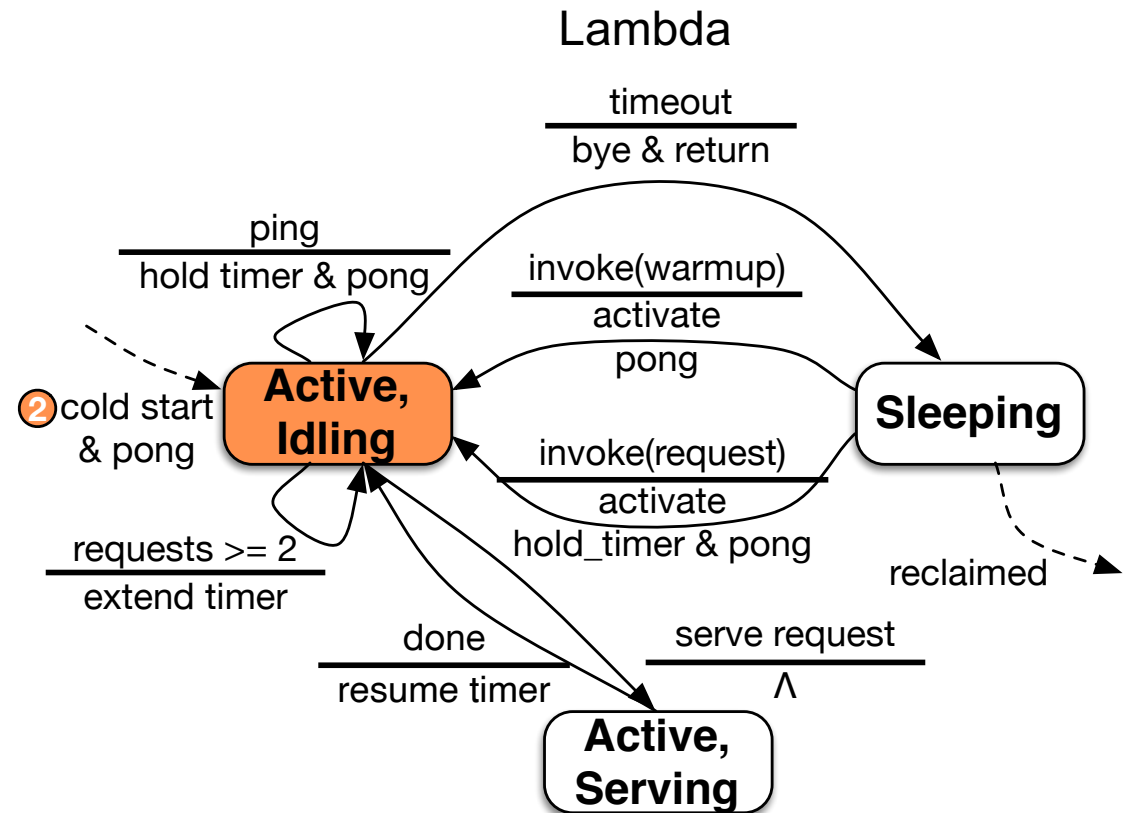 Lambda
timeout
bye & return
ping
hold timer & pong
invoke(warmup)
activate
pong
2 cold start
& pong
Active,
Idling
Sleeping
invoke(request)
activate
hold_timer & pong
requests >= 2
extend timer
reclaimed
done
resume timer
serve request
Λ
Active,
Serving